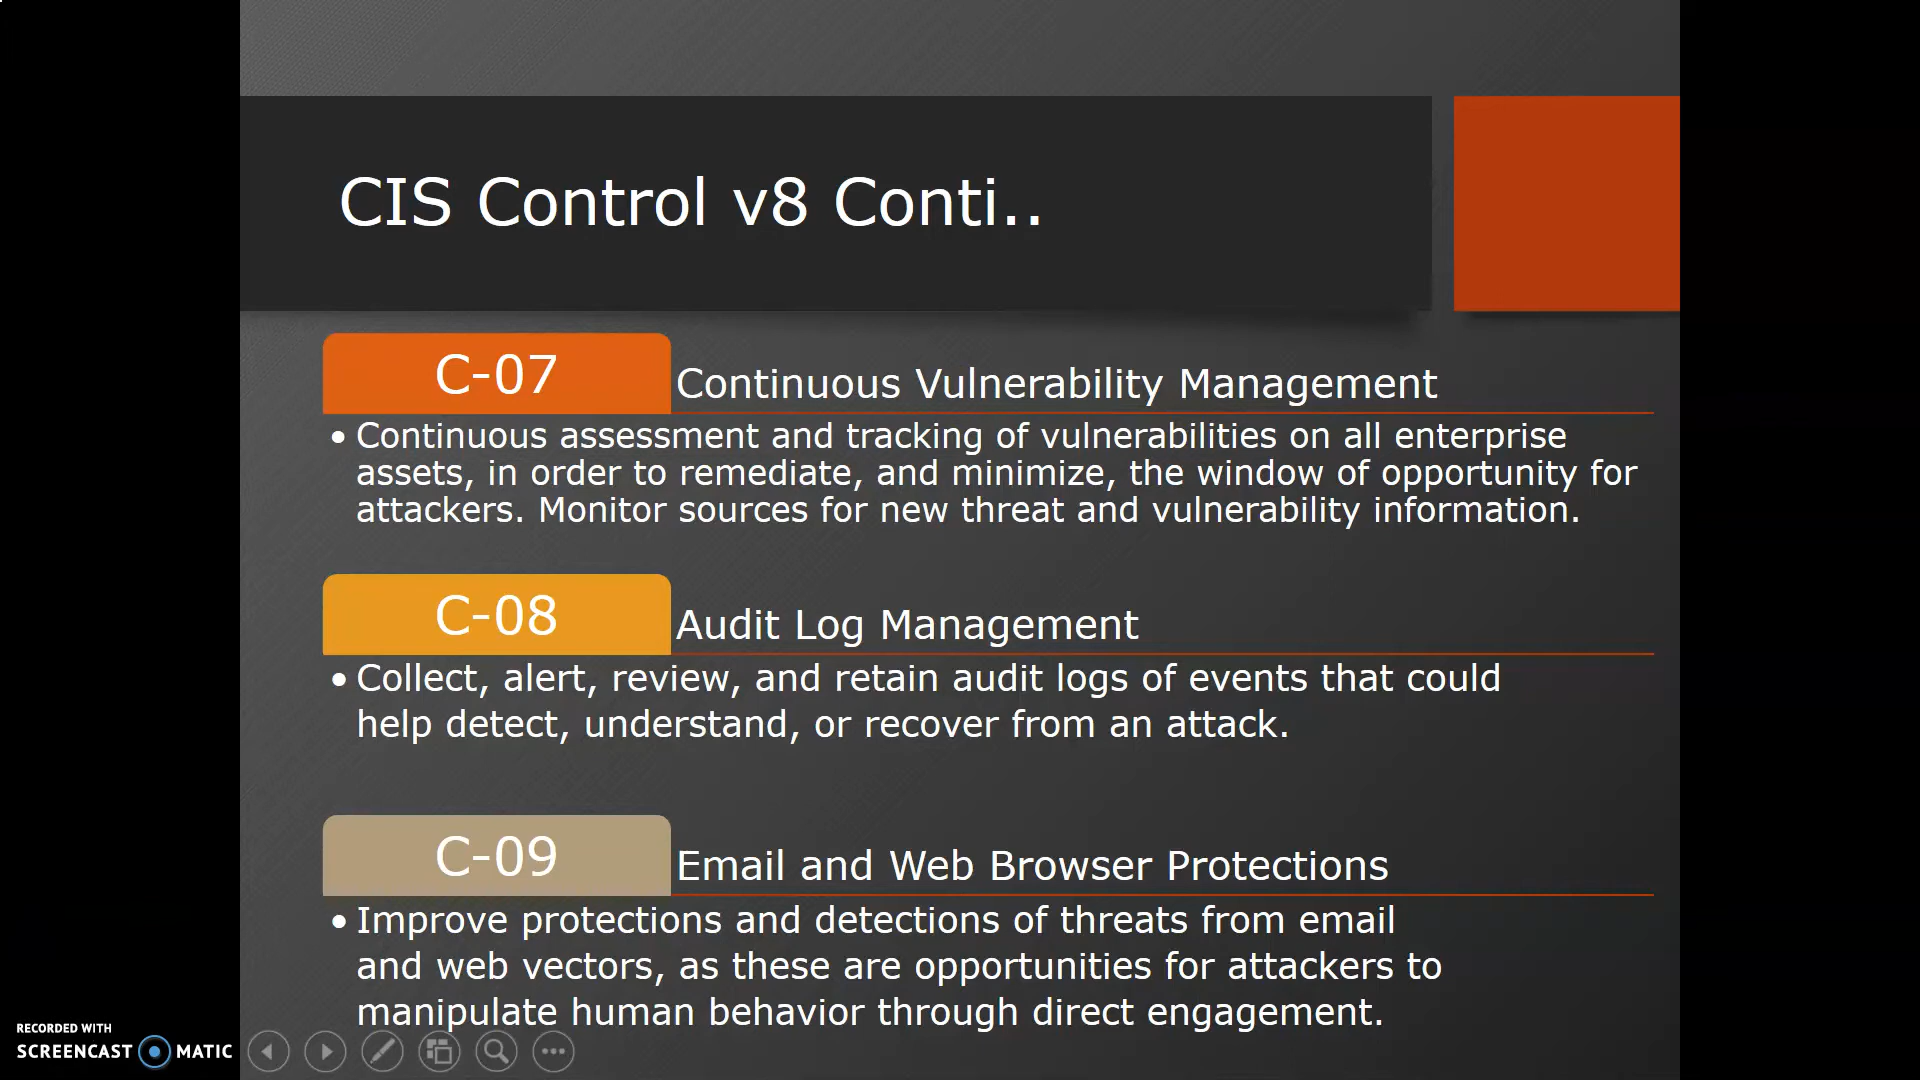 CIS Control v8 Conti..
C-07
Continuous Vulnerability Management
• Continuous assessment and tracking of vulnerabilities on all enterprise
assets, in order to remediate, and minimize, the window of opportunity for
attackers. Monitor sources for new threat and vulnerability information.
C-08
Audit Log Management
• Collect, alert, review, and retain audit logs of events that could
help detect, understand, or recover from an attack.
C-09
Email and Web Browser Protections
• Improve protections and detections of threats from email
and web vectors, as these are opportunities for attackers to
manipulate human behavior through direct engagement.
RECORDED WITH
SCREENCAST MATIC